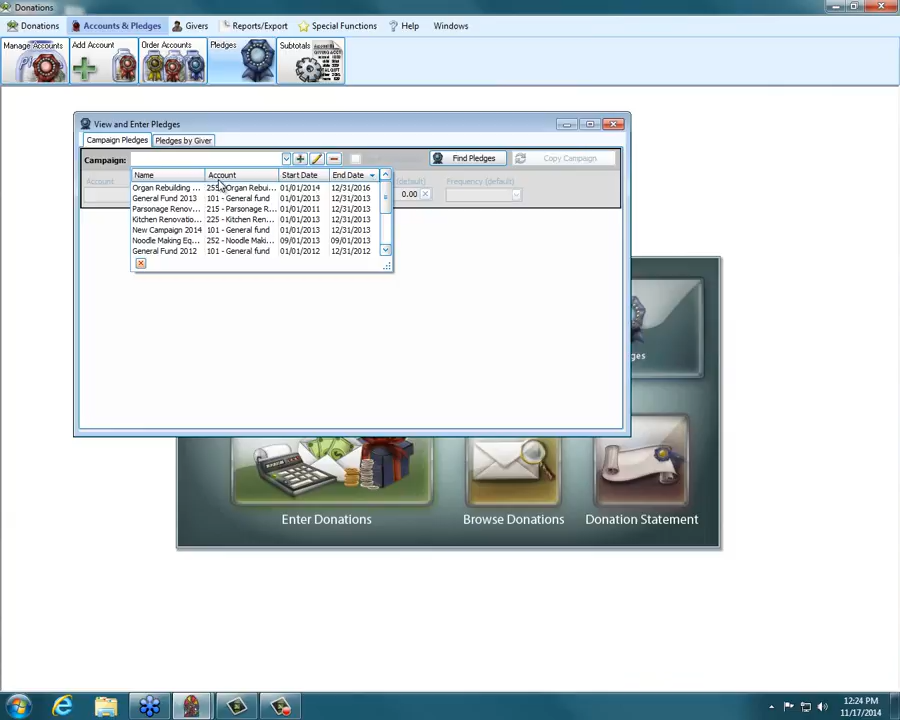 Donations
Donations Accounts & Pledges Givers Reports/Export Special Functions Help Windows
Manage Accounts Add Account Order Accounts Pledges Subtotals
View and Enter Pledges
Campaign Pledges Pledges by Giver
Campaign: Find Pledges Copy Campaign
Account (default) Frequency (default)
0.00
Name Account Start Date End Date
Organ Rebuilding ... 255 - Organ Rebui... 01/01/2014 12/31/2016
General Fund 2013 101 - General fund 01/01/2013 12/31/2013
Parsonage Renov... 215 - Parsonage R... 01/01/2011 12/31/2013
Kitchen Renovatio... 225 - Kitchen Ren... 01/01/2013 12/31/2013
New Campaign 2014 101 - General fund 01/01/2013 12/31/2013
Noodle Making Eq... 252 - Noodle Maki... 09/01/2013 09/01/2013
General Fund 2012 101 - General fund 01/01/2012 12/31/2012
ges
Enter Donations Browse Donations Donation Statement
12:24 PM
11/17/2014